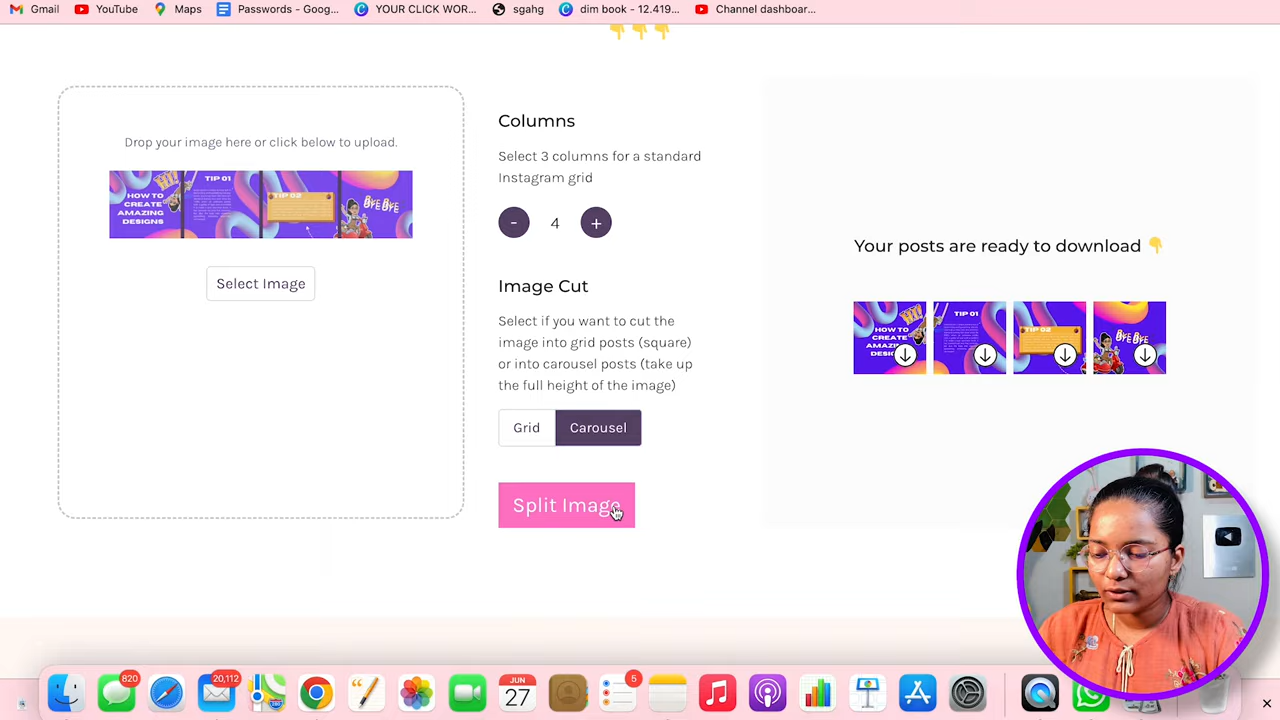 Gmail
YouTube
Maps
Passwords - Goog...
YOUR CLICK WOR...
sgahg
dim book - 12.419...
Channel dashboar...
Drop your image here or click below to upload.
HOW TO
CREATE
AMAZING
DESIGNS
TIP 01
TIP 02
BYE BYE
Select Image
Columns
Select 3 columns for a standard
Instagram grid
-
4
+
Image Cut
Select if you want to cut the
image into grid posts (square)
or into carousel posts (take up
the full height of the image)
Grid
Carousel
Split Image
Your posts are ready to download
HOW TO
CREATE
TIP 01
TIP 02
BYE BYE
820
20,112
JUN
27
5